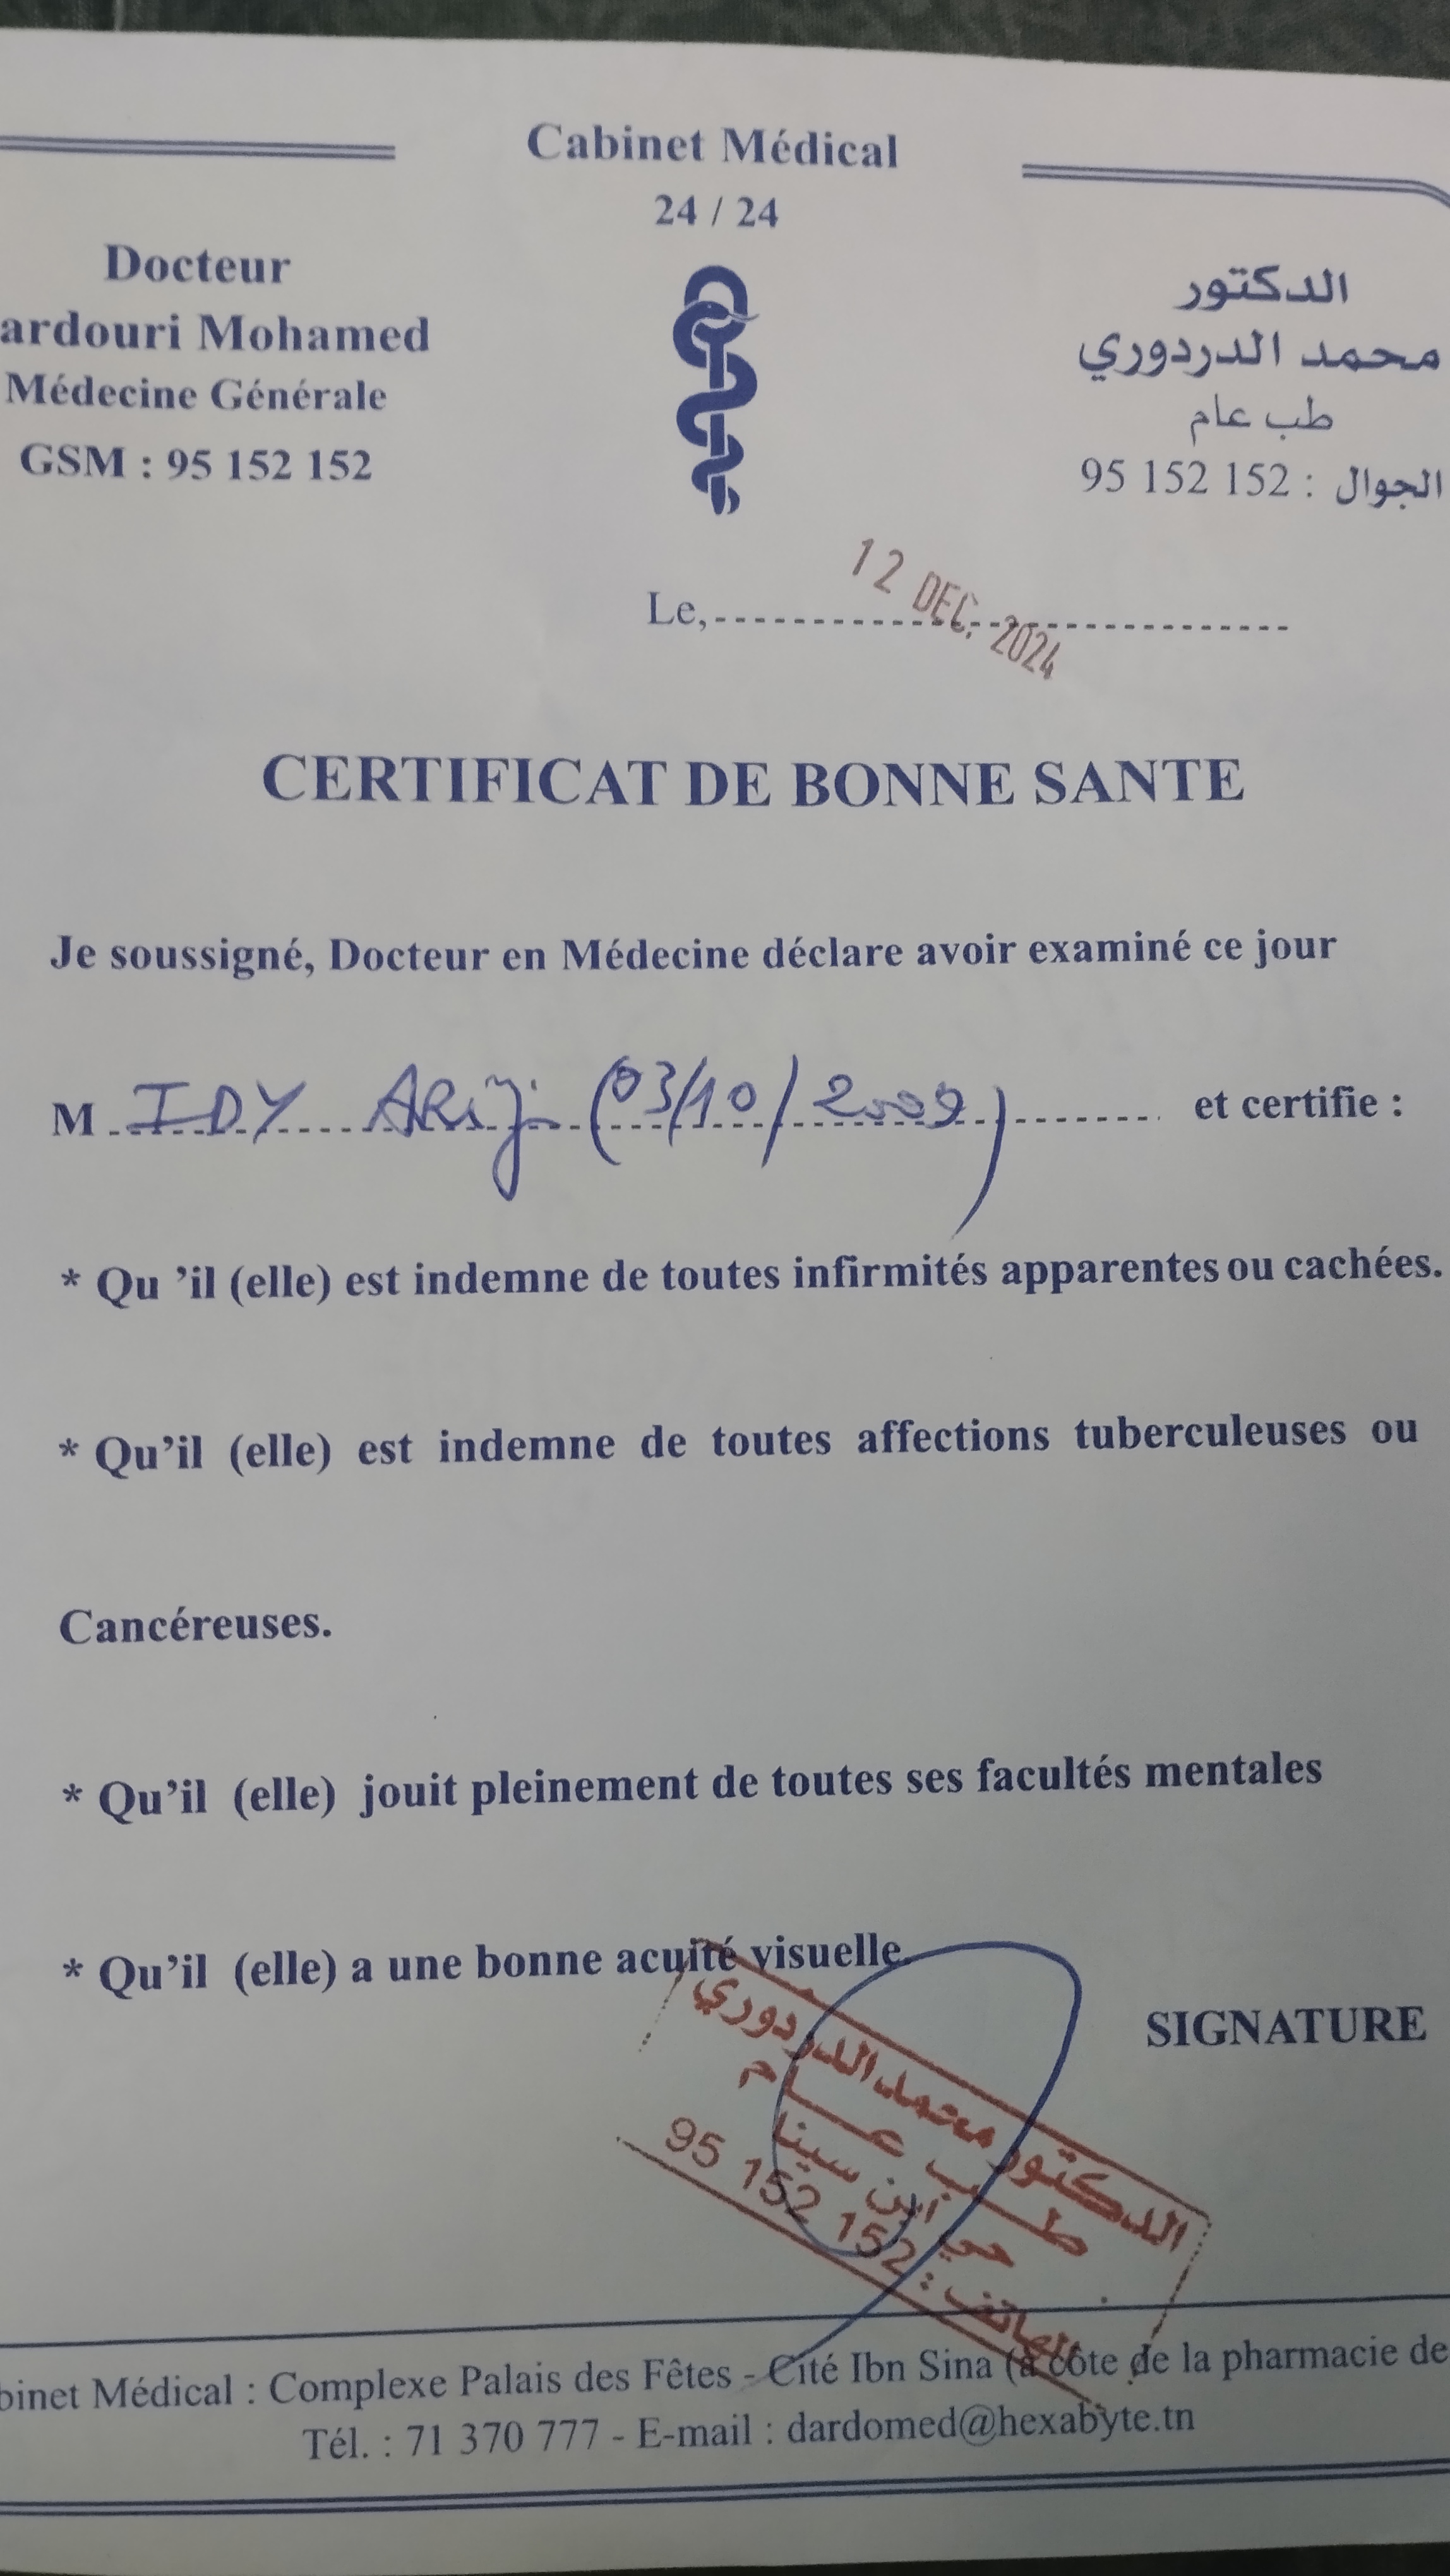 Cabinet Médical
24 / 24
Docteur
ardouri Mohamed
Médecine Générale
GSM : 95 152 152
الدكتور
محمد الدردوري
طب عام
الجوال : 152 152 95
Le,
12 DEC. 2024
CERTIFICAT DE BONNE SANTE
Je soussigné, Docteur en Médecine déclare avoir examiné ce jour
M IDY ARij (03/10/2009) et certifie :
* Qu 'il (elle) est indemne de toutes infirmités apparentes ou cachées.
* Qu'il (elle) est indemne de toutes affections tuberculeuses ou
Cancéreuses.
* Qu'il (elle) jouit pleinement de toutes ses facultés mentales
* Qu'il (elle) a une bonne acuité visuelle
SIGNATURE
الدكتور محمد الدردوري
طب عام
حي ابن سينا
الهاتف : 152 152 95
binet Médical : Complexe Palais des Fêtes - Cité Ibn Sina (à côte de la pharmacie de
Tél. : 71 370 777 - E-mail : dardomed@hexabyte.tn